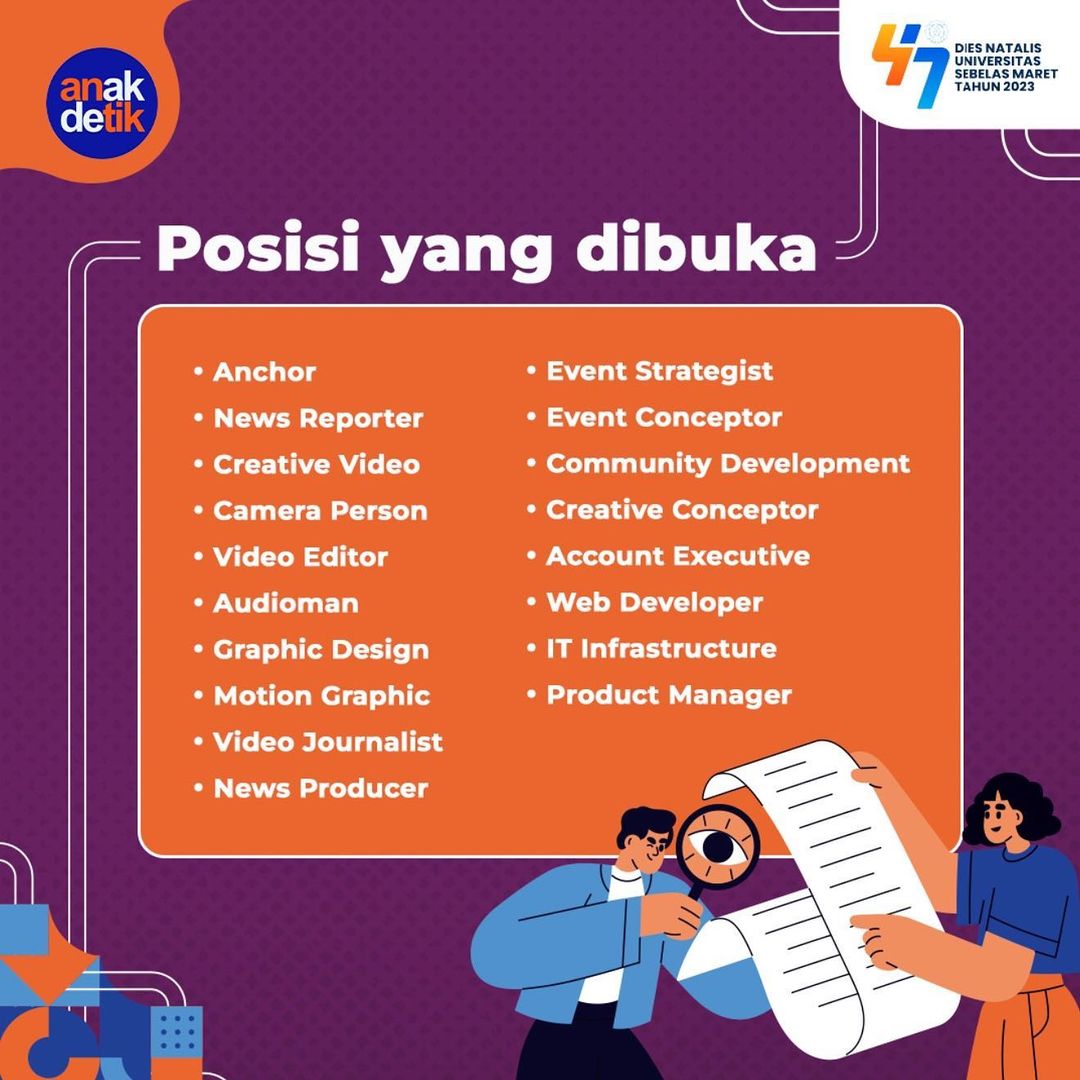 anak
detik
47
DIES NATALIS
UNIVERSITAS
SEBELAS MARET
TAHUN 2023
Posisi yang dibuka
• Anchor
• News Reporter
• Creative Video
• Camera Person
• Video Editor
• Audioman
• Graphic Design
• Motion Graphic
• Video Journalist
• News Producer
• Event Strategist
• Event Conceptor
• Community Development
• Creative Conceptor
• Account Executive
• Web Developer
• IT Infrastructure
• Product Manager